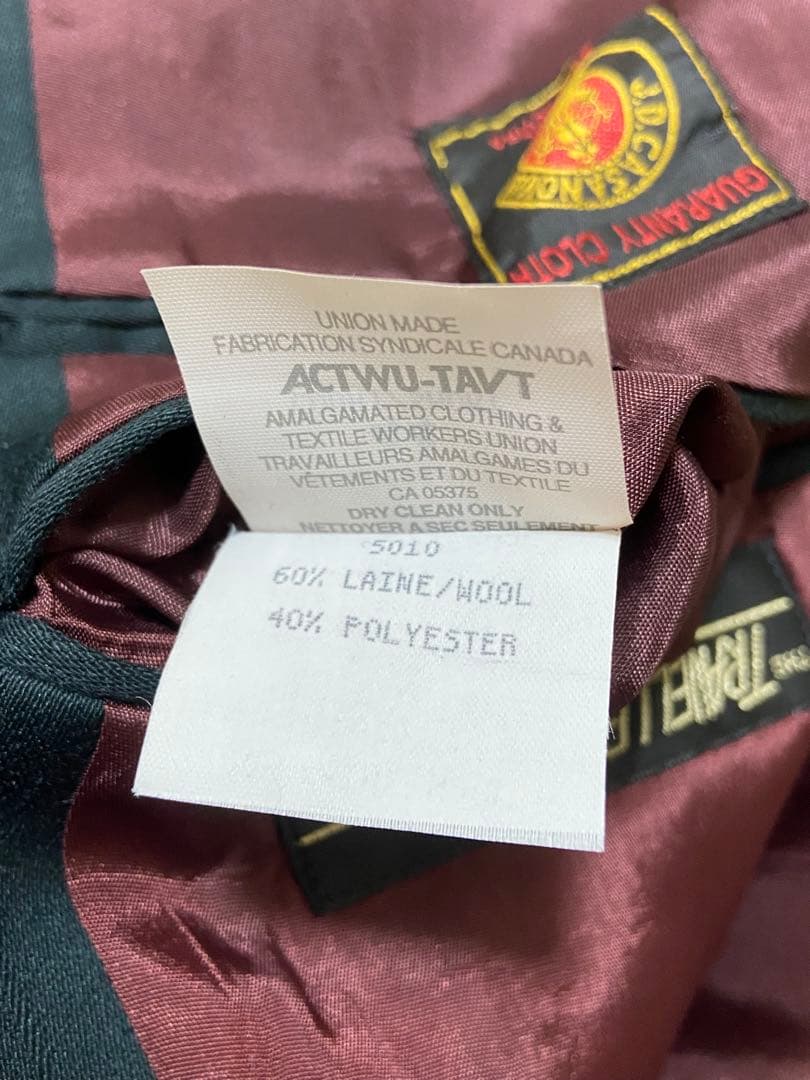 J.D. CASANOVA
GUARANTY CLOTH
UNION MADE
FABRICATION SYNDICALE CANADA
ACTWU-TAVT
AMALGAMATED CLOTHING &
TEXTILE WORKERS UNION
TRAVAILLEURS AMALGAMES DU
VÊTEMENTS ET DU TEXTILE
CA 05375
DRY CLEAN ONLY
NETTOYER A SEC SEULEMENT
5010
60% LAINE/WOOL
40% POLYESTER